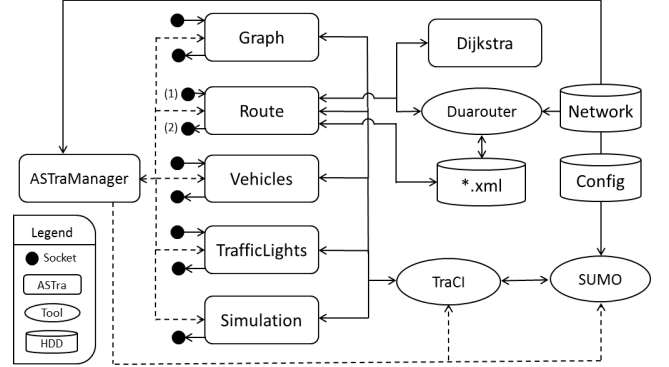 Graph
Dijkstra
(1)
Route
Duarouter
Network
(2)
ASTraManager
Vehicles
*.xml
Config
Legend
Socket
ASTra
Tool
HDD
TrafficLights
TraCI
SUMO
Simulation